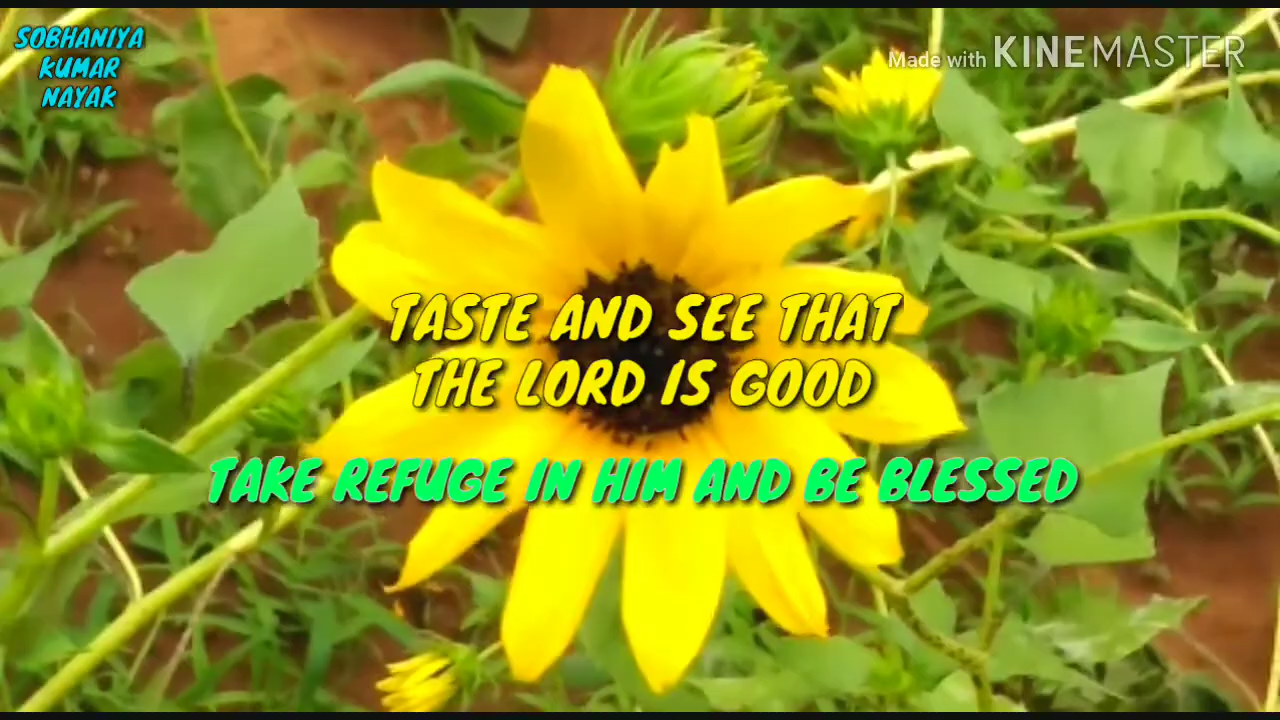 SOBHANIYA
KUMAR
NAYAK
Made with KINEMASTER
TASTE AND SEE THAT
THE LORD IS GOOD
TAKE REFUGE IN HIM AND BE BLESSED